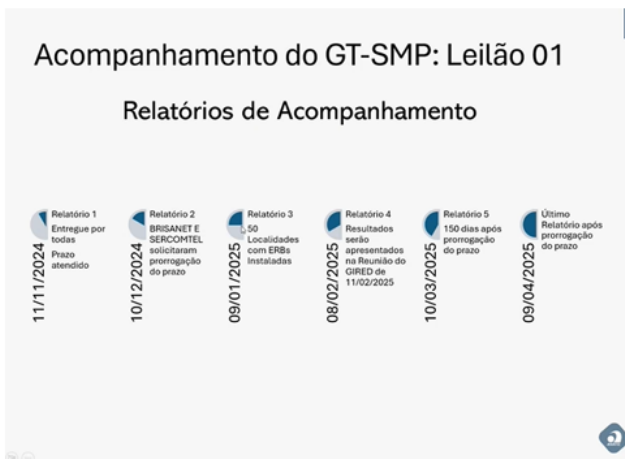 Acompanhamento do GT-SMP: Leilão 01
Relatórios de Acompanhamento
11/11/2024
Relatório 1
Entregue por
todas
Prazo
atendido
10/12/2024
Relatório 2
BRISANET E
SERCOMTEL
solicitaram
prorrogação
do prazo
09/01/2025
Relatório 3
50
Localidades
com ERBs
Instaladas
08/02/2025
Relatório 4
Resultados
serão
apresentados
na Reunião do
GIRED de
11/02/2025
10/03/2025
Relatório 5
150 dias após
prorrogação
do prazo
09/04/2025
Último
Relatório após
prorrogação
do prazo